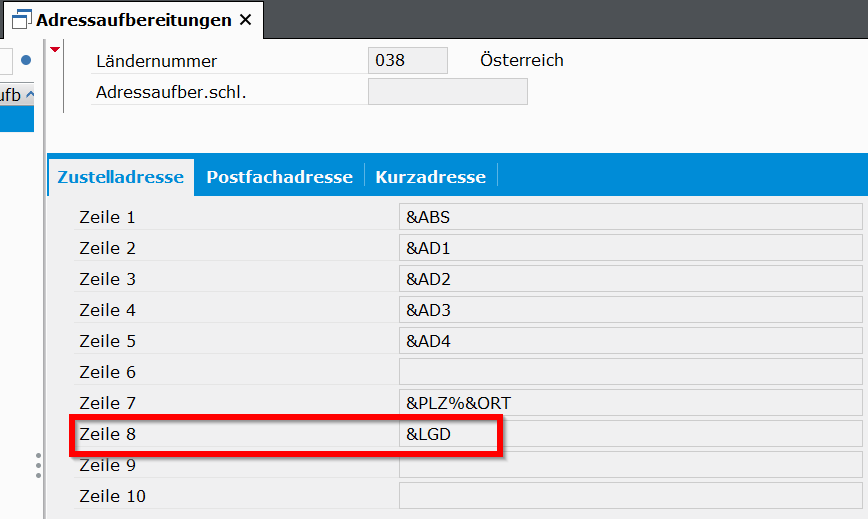 Adressaufbereitungen
Ländernummer 038 Österreich
ufb
Adressaufber.schl.
Zustelladresse Postfachadresse Kurzadresse
Zeile 1 &ABS
Zeile 2 &AD1
Zeile 3 &AD2
Zeile 4 &AD3
Zeile 5 &AD4
Zeile 6
Zeile 7 &PLZ%&ORT
Zeile 8 &LGD
Zeile 9
Zeile 10